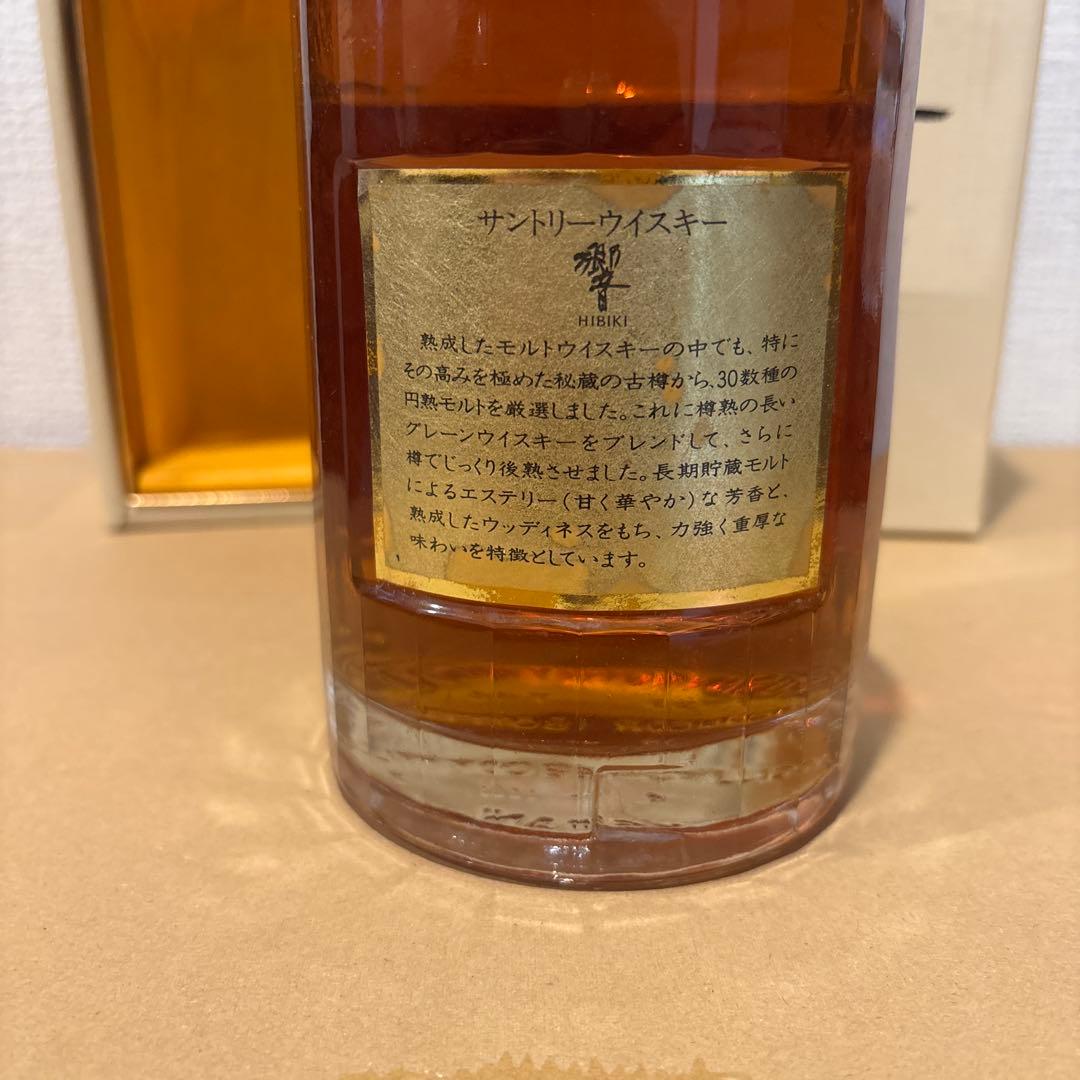 サントリーウイスキー
響
HIBIKI
熟成したモルトウイスキーの中でも、特に
その高みを極めた秘蔵の古樽から、30数種の
円熟モルトを厳選しました。これに樽熟の長い
グレーンウイスキーをブレンドして、さらに
樽でじっくり後熟させました。長期貯蔵モルト
によるエステリー(甘く華やか)な芳香と、
熟成したウッディネスをもち、力強く重厚な
味わいを特徴としています。